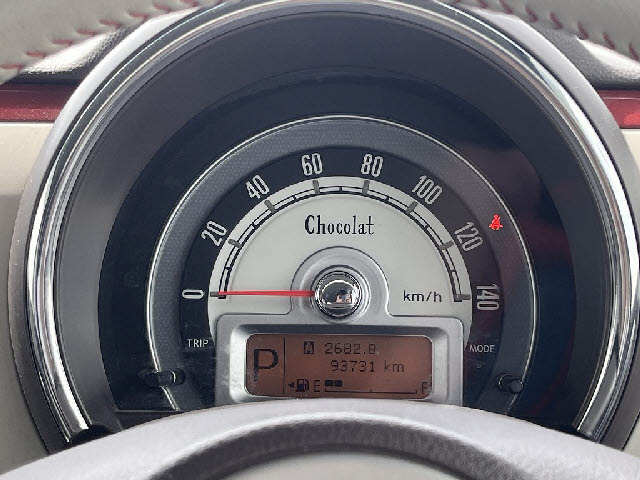 0
20
40
60
80
100
120
140
Chocolat
km/h
TRIP
MODE
P
A 2682.8
93731 km
E F